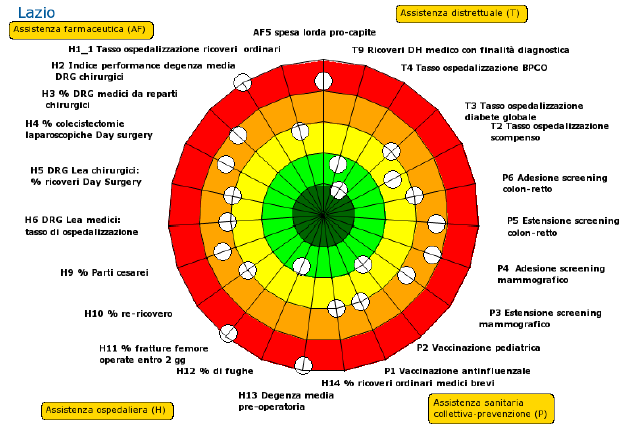 Lazio
Assistenza farmaceutica (AF)
Assistenza distrettuale (T)
AF5 spesa lorda pro-capite
H1_1 Tasso ospedalizzazione ricoveri ordinari
T9 Ricoveri DH medico con finalità diagnostica
H2 Indice performance degenza media
DRG chirurgici
T4 Tasso ospedalizzazione BPCO
H3 % DRG medici da reparti
chirurgici
T3 Tasso ospedalizzazione
diabete globale
H4 % colecistectomie
laparoscopiche Day surgery
T2 Tasso ospedalizzazione
scompenso
H5 DRG Lea chirurgici:
% ricoveri Day Surgery
P6 Adesione screening
colon-retto
H6 DRG Lea medici:
tasso di ospedalizzazione
P5 Estensione screening
colon-retto
H9 % Parti cesarei
P4 Adesione screening
mammografico
H10 % re-ricovero
P3 Estensione screening
mammografico
H11 % fratture femore
operate entro 2 gg
P2 Vaccinazione pediatrica
H12 % di fughe
P1 Vaccinazione antinfluenzale
H13 Degenza media
pre-operatoria
H14 % ricoveri ordinari medici brevi
Assistenza ospedaliera (H)
Assistenza sanitaria
collettiva-prevenzione (P)